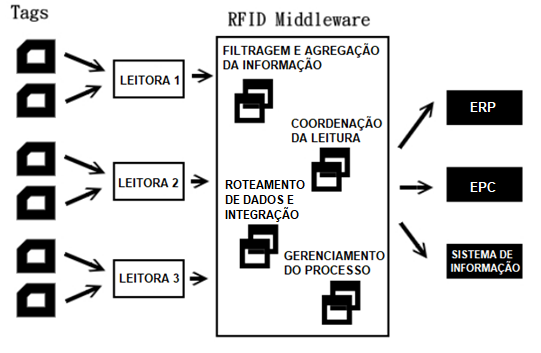 Tags
RFID Middleware
LEITORA 1
LEITORA 2
LEITORA 3
FILTRAGEM E AGREGAÇÃO
DA INFORMAÇÃO
COORDENAÇÃO
DA LEITURA
ROTEAMENTO
DE DADOS E
INTEGRAÇÃO
GERENCIAMENTO
DO PROCESSO
ERP
EPC
SISTEMA DE
INFORMAÇÃO